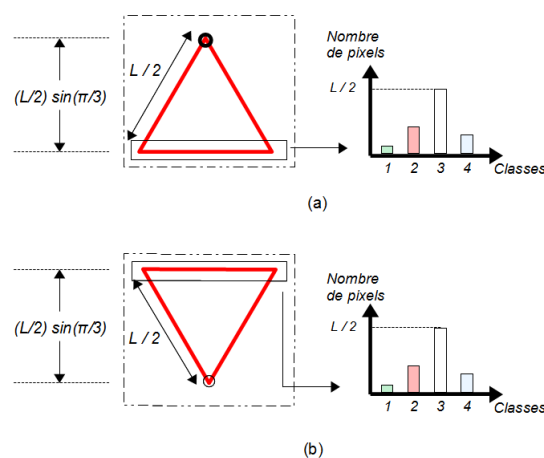 Nombre
de pixels
L / 2
L / 2
(L/2) sin(π/3)
1 2 3 4 Classes
(a)
Nombre
de pixels
L / 2
(L/2) sin(π/3)
L / 2
1 2 3 4 Classes
(b)